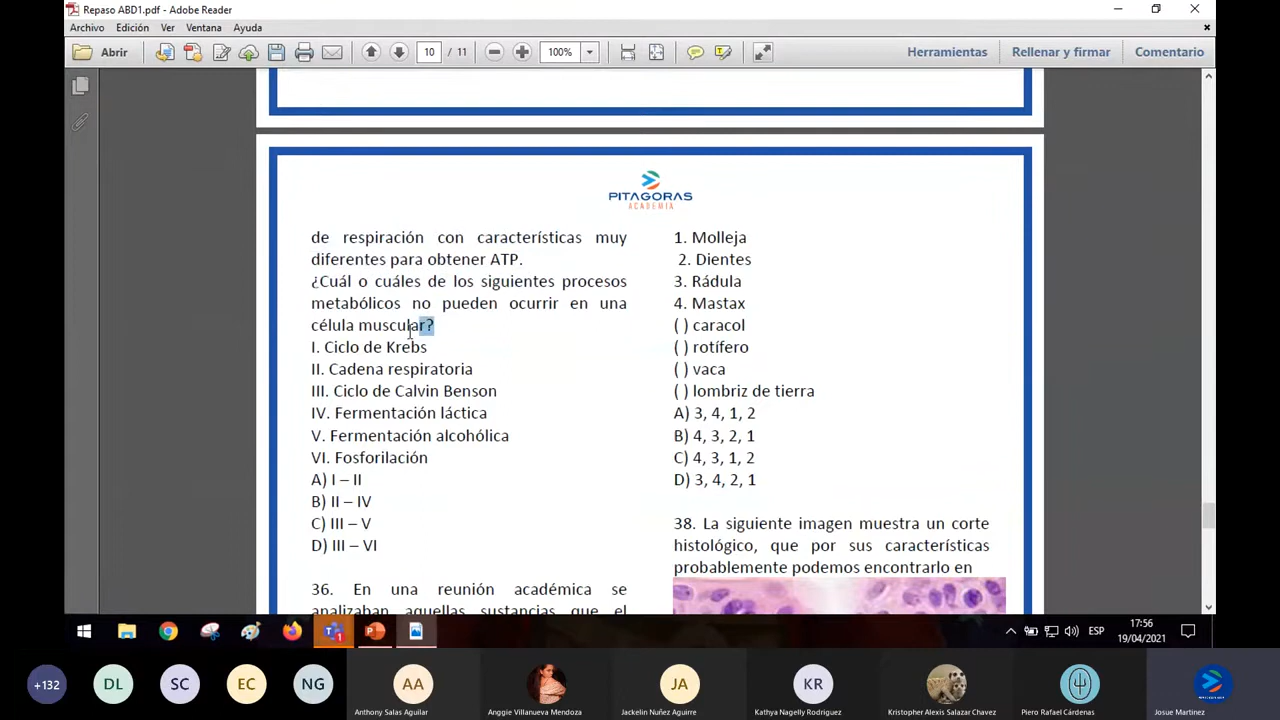 Repaso ABD1.pdf - Adobe Reader
Archivo Edición Ver Ventana Ayuda
Abrir 10 / 11 100% Herramientas Rellenar y firmar Comentario
PITAGORAS
ACADEMIA
de respiración con características muy
diferentes para obtener ATP.
¿Cuál o cuáles de los siguientes procesos
metabólicos no pueden ocurrir en una
célula muscular?
I. Ciclo de Krebs
II. Cadena respiratoria
III. Ciclo de Calvin Benson
IV. Fermentación láctica
V. Fermentación alcohólica
VI. Fosforilación
A) I – II
B) II – IV
C) III – V
D) III – VI
36. En una reunión académica se
analizaban aquellas sustancias que el
1. Molleja
2. Dientes
3. Rádula
4. Mastax
( ) caracol
( ) rotífero
( ) vaca
( ) lombriz de tierra
A) 3, 4, 1, 2
B) 4, 3, 2, 1
C) 4, 3, 1, 2
D) 3, 4, 2, 1
38. La siguiente imagen muestra un corte
histológico, que por sus características
probablemente podemos encontrarlo en
1 ESP 17:56
19/04/2021
+132 DL SC EC NG AA JA KR
Anthony Salas Aguilar Anggie Villanueva Mendoza Jackelin Nuñez Aguirre Kathya Nagelly Rodriguez Kristopher Alexis Salazar Chavez Piero Rafael Cárdenas Josue Martinez